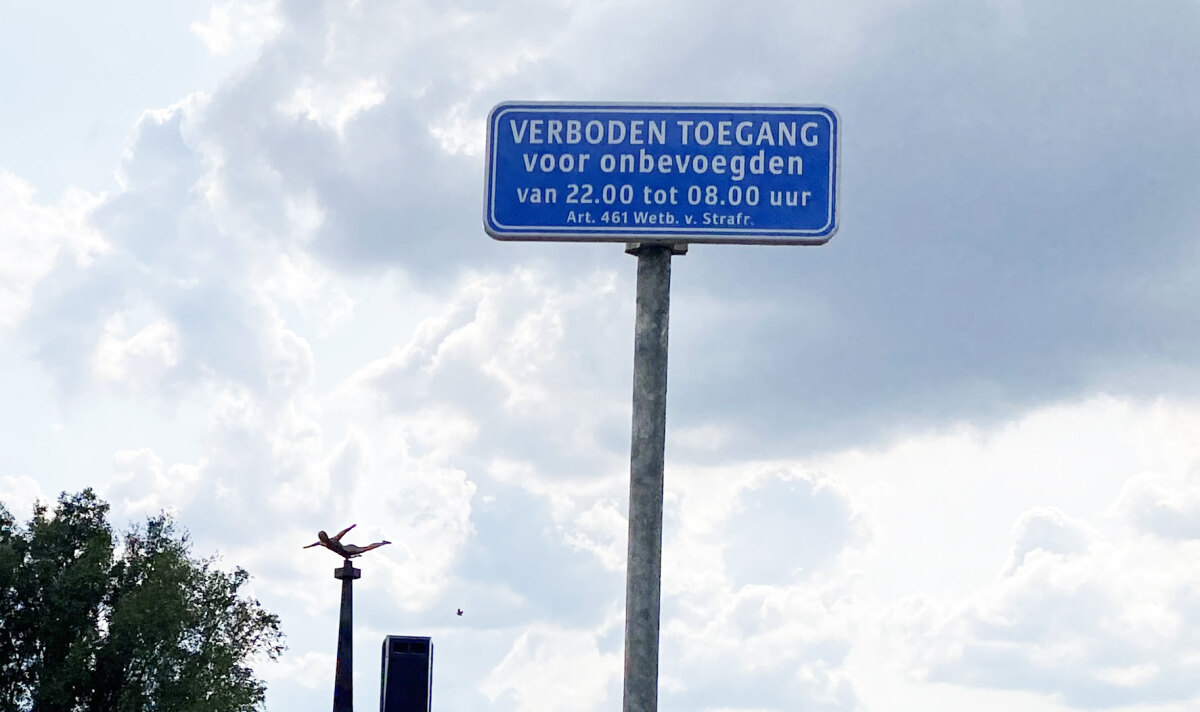 VERBODEN TOEGANG
voor onbevoegden
van 22.00 tot 08.00 uur
Art. 461 Wetb. v. Strafr.